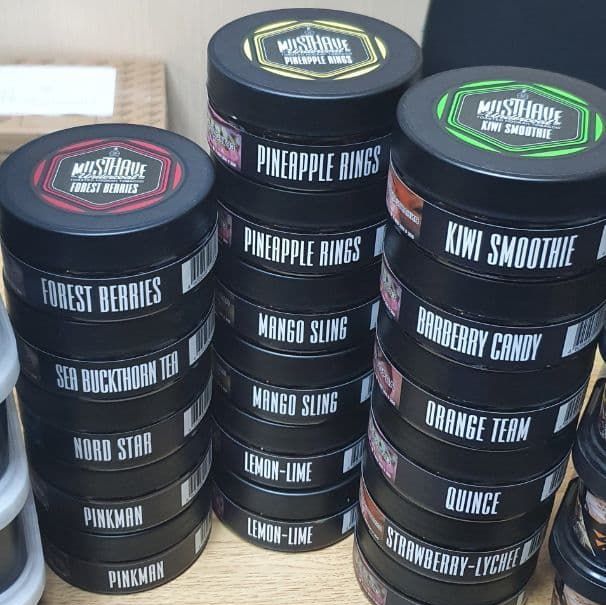 MUSTHAVE
FOREST BERRIES
FOREST BERRIES
SEA BUCKTHORN TEA
NORD STAR
PINKMAN
PINKMAN
MUSTHAVE
PINEAPPLE RINGS
PINEAPPLE RINGS
PINEAPPLE RINGS
MANGO SLING
MANGO SLING
LEMON-LIME
LEMON-LIME
MUSTHAVE
KIWI SMOOTHIE
KIWI SMOOTHIE
BARBERRY CANDY
ORANGE TEAM
QUINCE
STRAWBERRY-LYCHEE